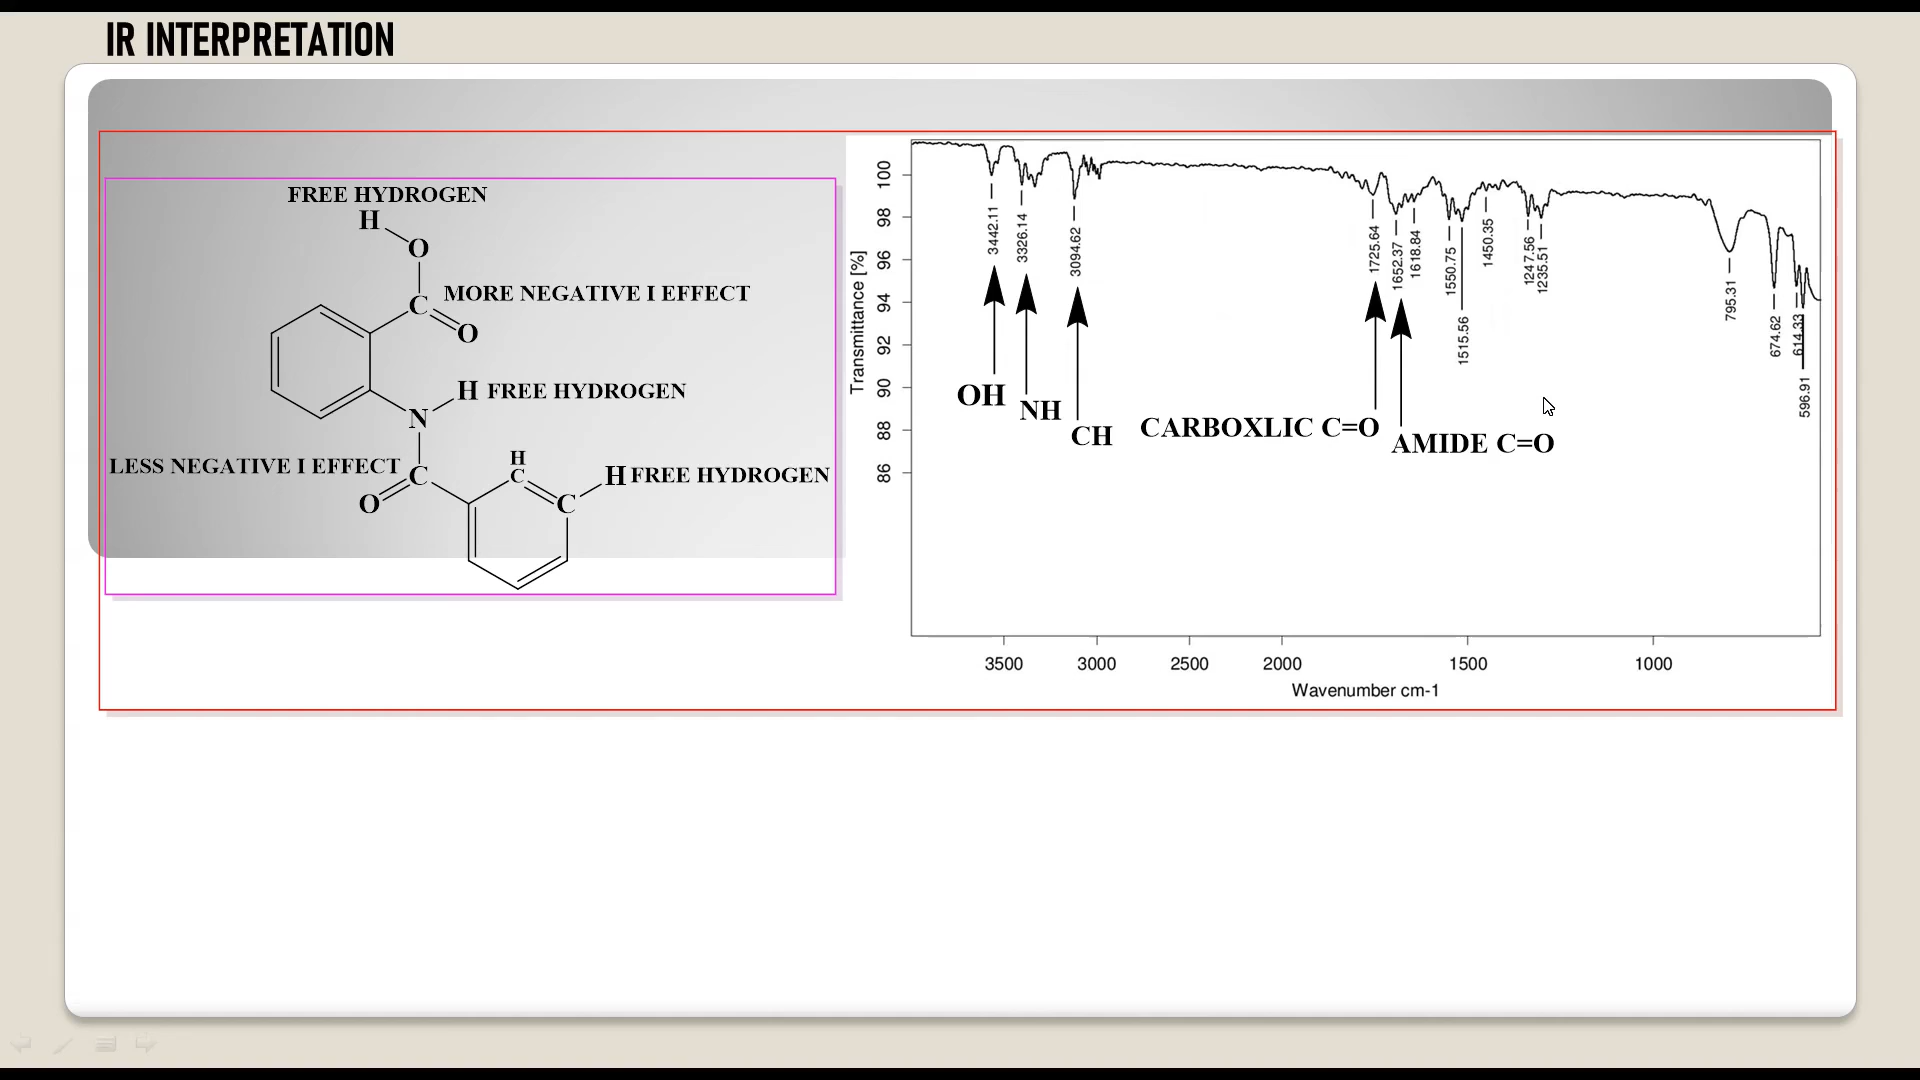 IR INTERPRETATION
FREE HYDROGEN
H
O
C MORE NEGATIVE I EFFECT
O
H FREE HYDROGEN
N
LESS NEGATIVE I EFFECT C
O
H
C
H FREE HYDROGEN
C
Transmittance [%]
100
98
96
94
92
90
88
86
3442.11
3326.14
3094.62
1725.64
1652.37
1618.84
1550.75
1515.56
1450.35
1247.56
1235.51
795.31
674.62
614.33
596.91
OH
NH
CH
CARBOXLIC C=O
AMIDE C=O
3500 3000 2500 2000 1500 1000
Wavenumber cm-1